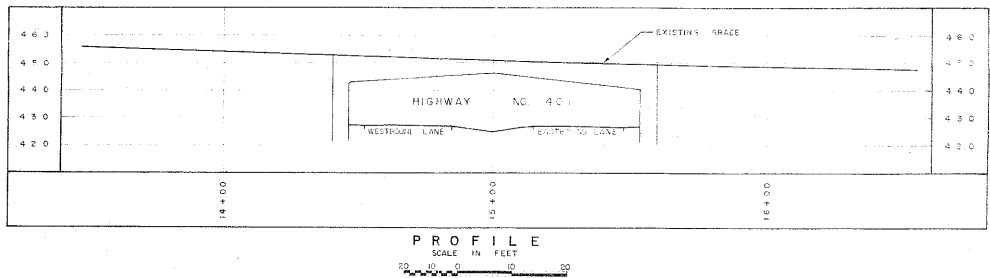 460
450
440
430
420
EXISTING GRADE
HIGHWAY NO. 401
WESTBOUND LANE
EASTBOUND LANE
460
450
440
430
420
14+00
15+00
16+00
PROFILE
SCALE IN FEET
20 10 0 10 20